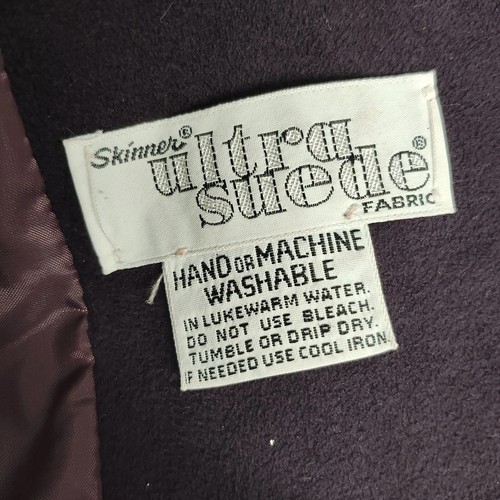 Skinner®
ultra
suede®
FABRIC
HAND OR MACHINE
WASHABLE
IN LUKEWARM WATER.
DO NOT USE BLEACH.
TUMBLE OR DRIP DRY.
IF NEEDED USE COOL IRON.